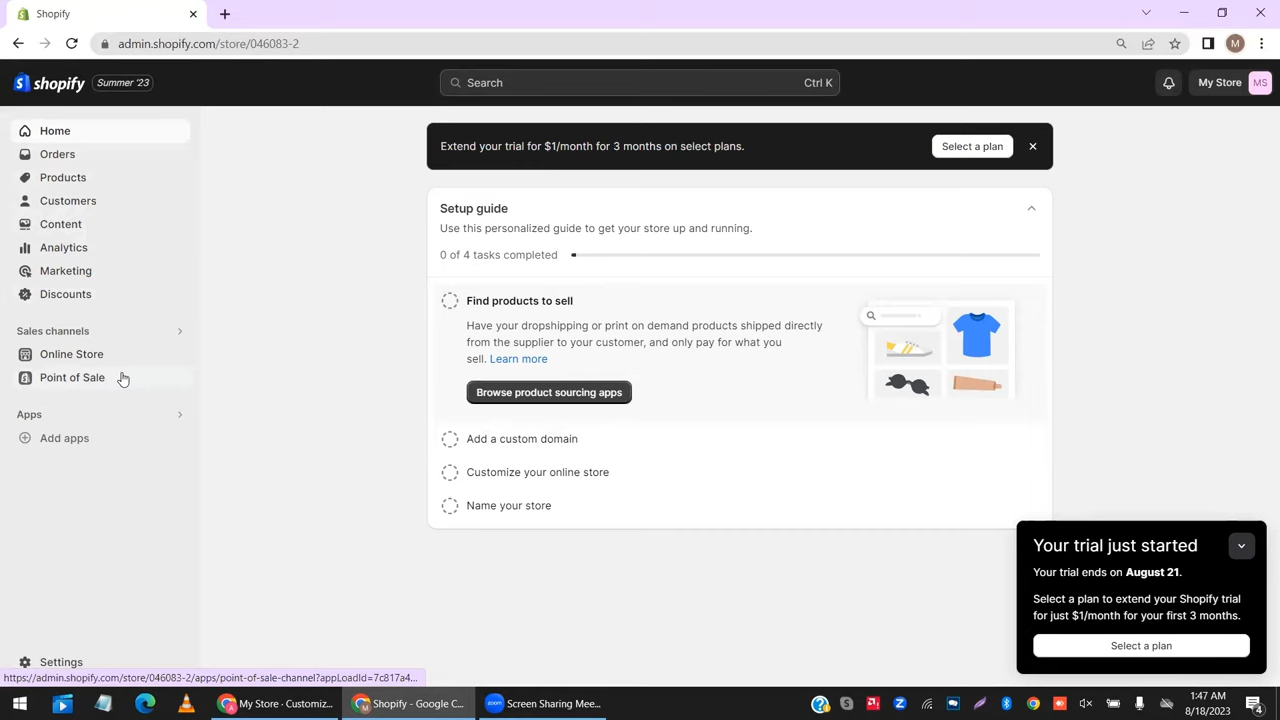 Shopify
admin.shopify.com/store/046083-2
M
shopify
Summer '23
Search
Ctrl K
My Store
MS
Home
Orders
Products
Customers
Content
Analytics
Marketing
Discounts
Sales channels
Online Store
Point of Sale
Apps
Add apps
Settings
Extend your trial for $1/month for 3 months on select plans.
Select a plan
Setup guide
Use this personalized guide to get your store up and running.
0 of 4 tasks completed
Find products to sell
Have your dropshipping or print on demand products shipped directly
from the supplier to your customer, and only pay for what you
sell. Learn more
Browse product sourcing apps
Add a custom domain
Customize your online store
Name your store
Your trial just started
Your trial ends on August 21.
Select a plan to extend your Shopify trial
for just $1/month for your first 3 months.
Select a plan
https://admin.shopify.com/store/046083-2/apps/point-of-sale-channel?appLoadId=7c817a4...
My Store · Customiz...
Shopify - Google C...
zoom
Screen Sharing Mee...
1:47 AM
8/18/2023
4